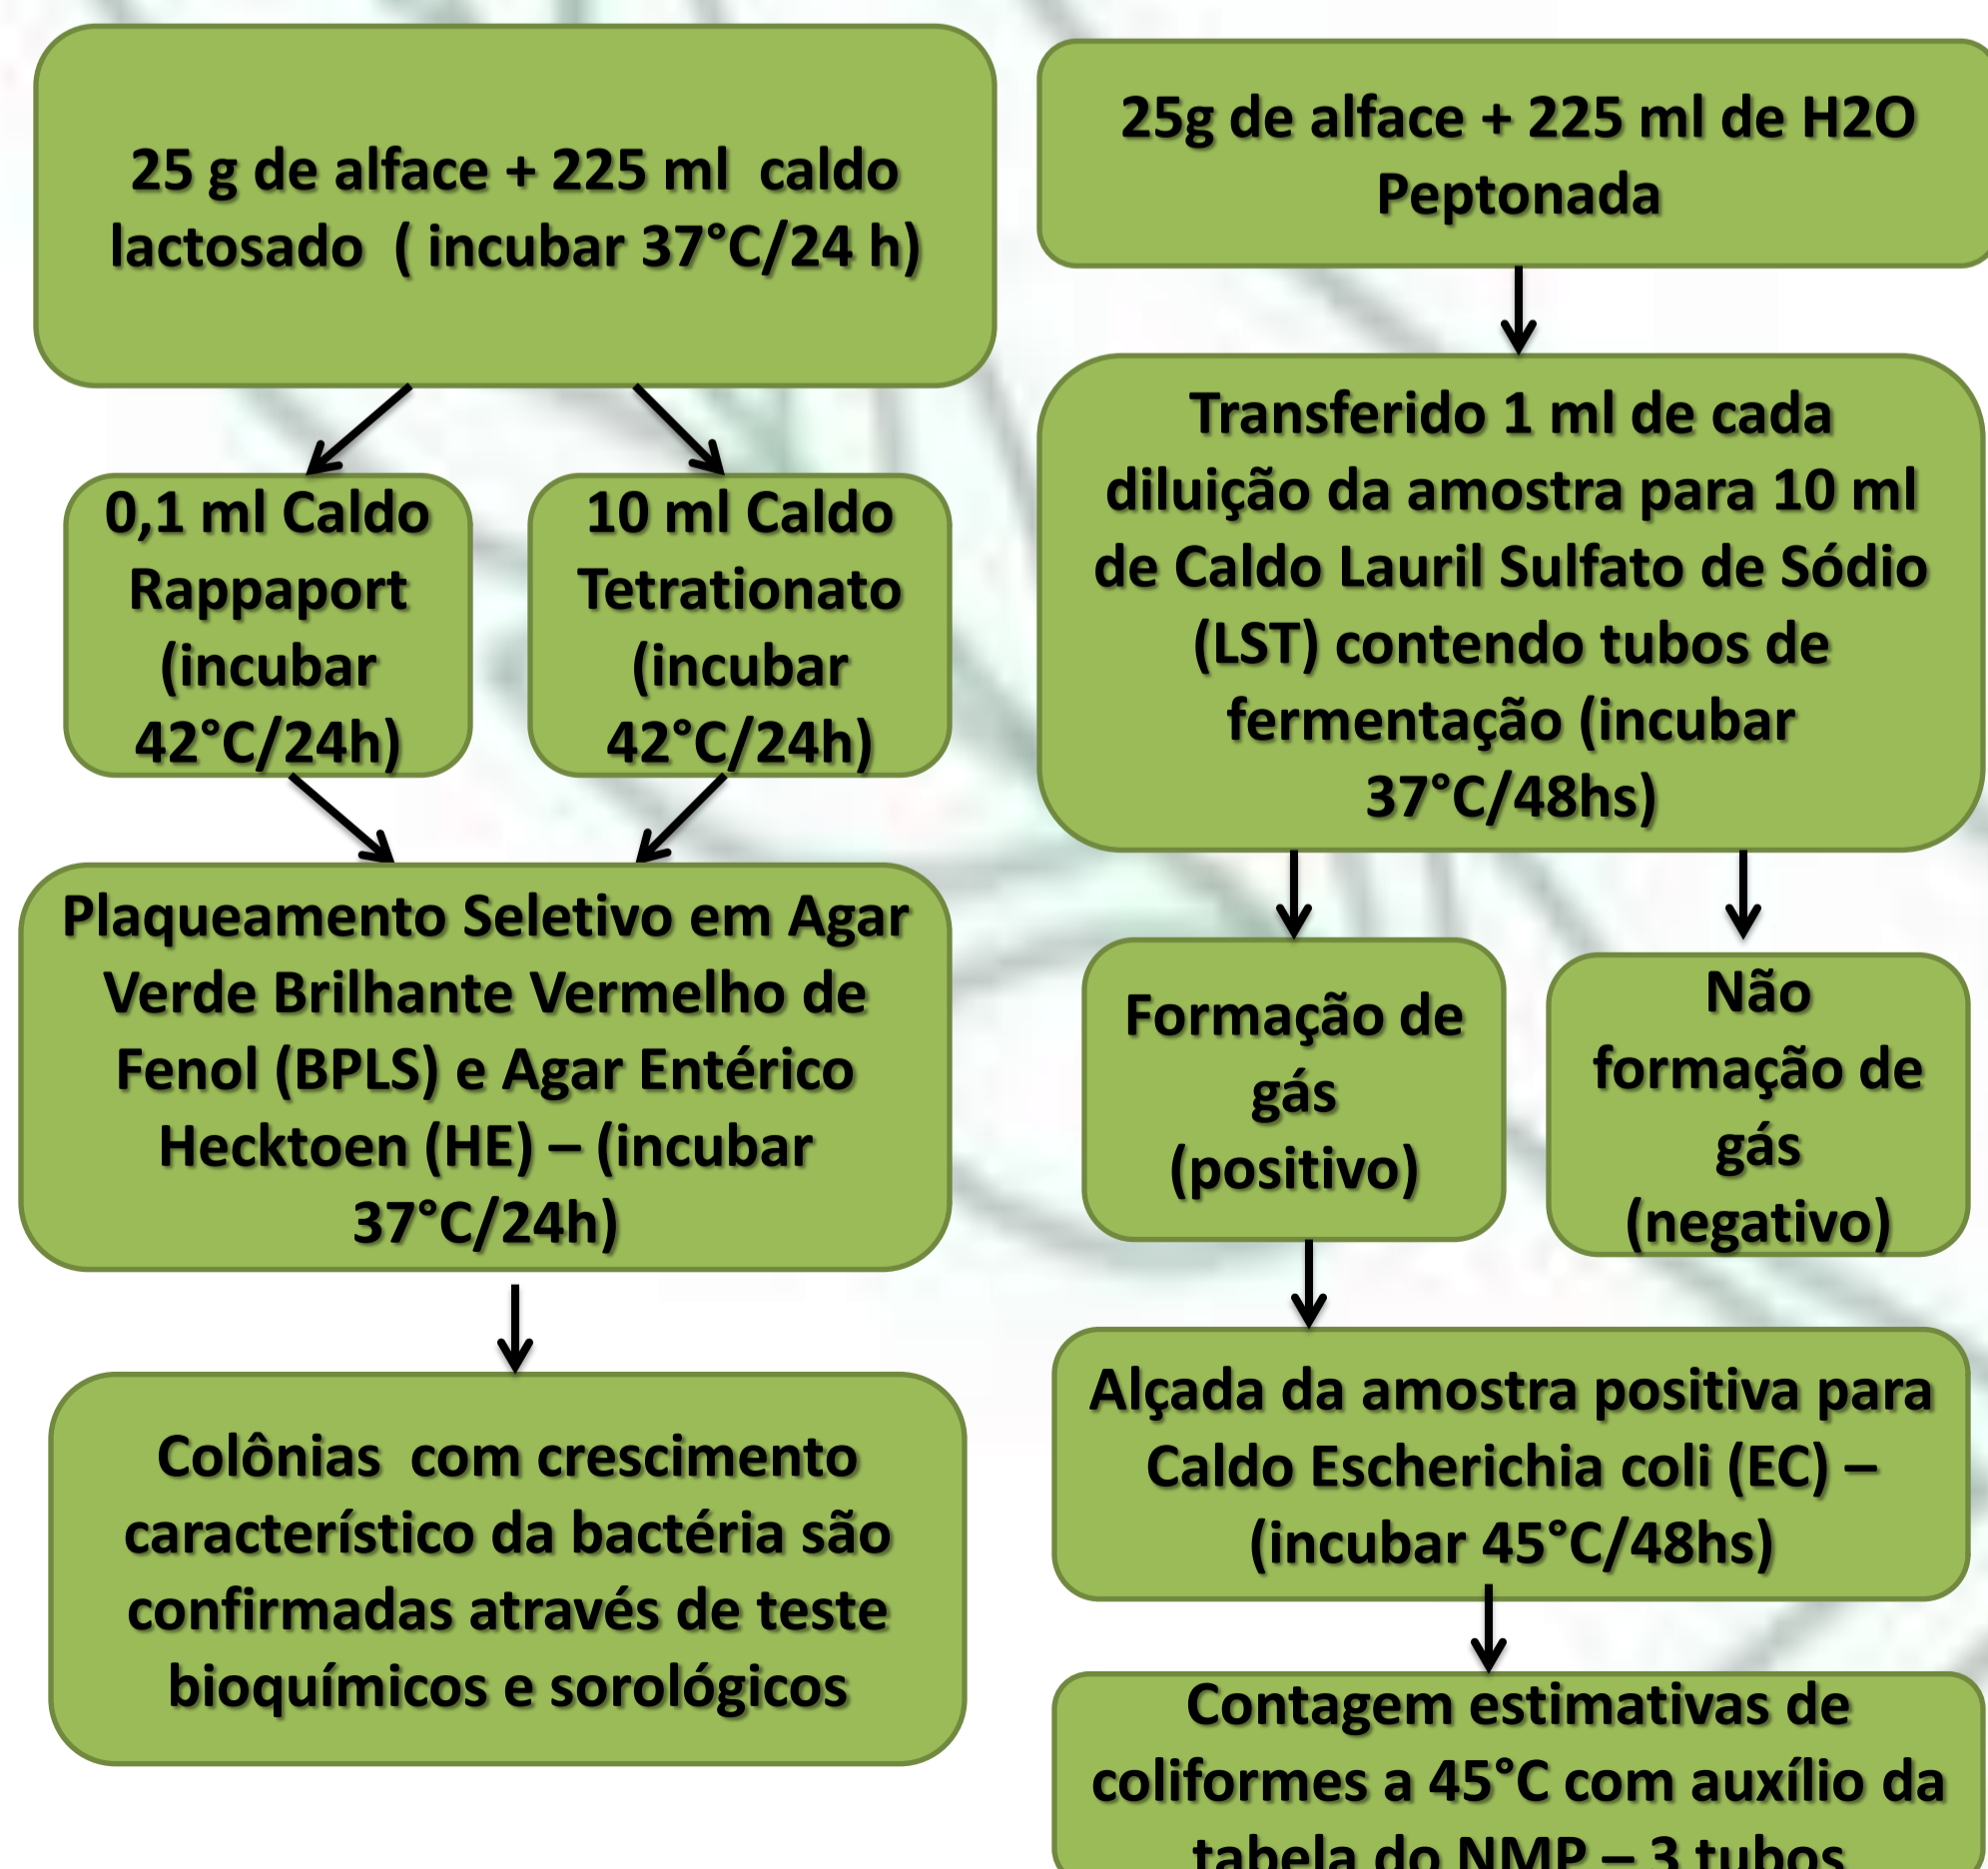 25 g de alface + 225 ml caldo
lactosado ( incubar 37°C/24 h)
0,1 ml Caldo
Rappaport
(incubar
42°C/24h)
10 ml Caldo
Tetrationato
(incubar
42°C/24h)
Plaqueamento Seletivo em Agar
Verde Brilhante Vermelho de
Fenol (BPLS) e Agar Entérico
Hecktoen (HE) – (incubar
37°C/24h)
Colônias com crescimento
característico da bactéria são
confirmadas através de teste
bioquímicos e sorológicos
25g de alface + 225 ml de H2O
Peptonada
Transferido 1 ml de cada
diluição da amostra para 10 ml
de Caldo Lauril Sulfato de Sódio
(LST) contendo tubos de
fermentação (incubar
37°C/48hs)
Formação de
gás
(positivo)
Não
formação de
gás
(negativo)
Alçada da amostra positiva para
Caldo Escherichia coli (EC) –
(incubar 45°C/48hs)
Contagem estimativas de
coliformes a 45°C com auxílio da
tabela do NMP – 3 tubos